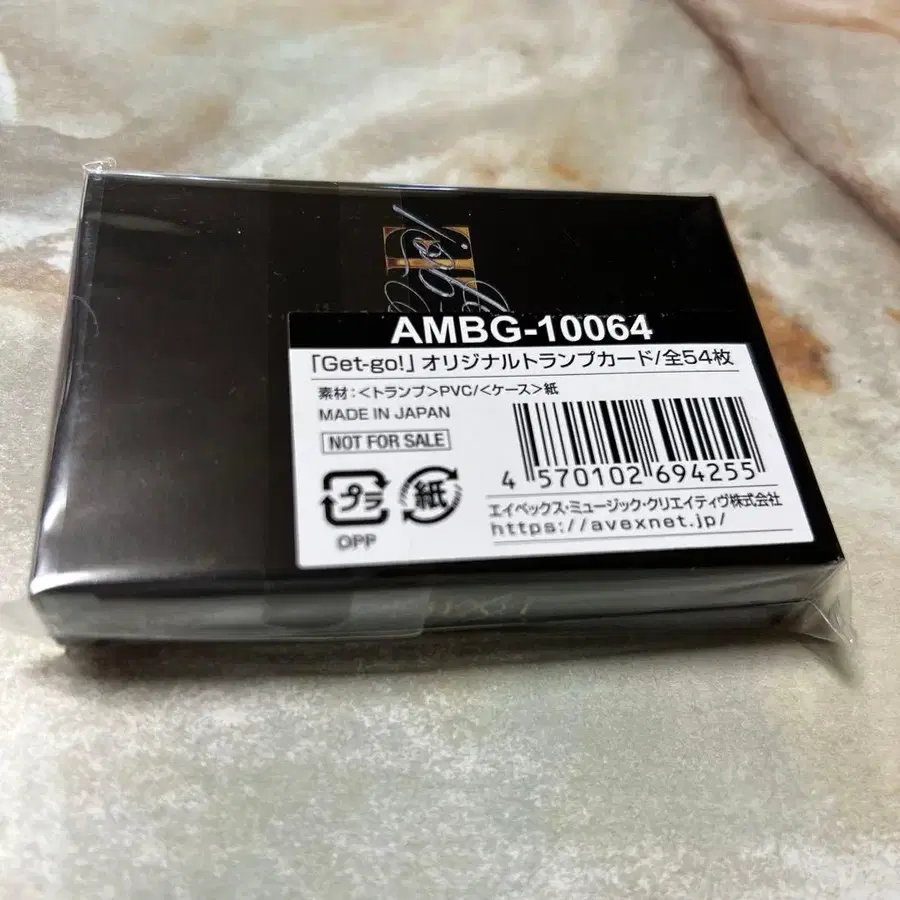 AMBG-10064
「Get-go!」オリジナルトランプカード/全54枚
素材:<トランプ>PVC/<ケース>紙
MADE IN JAPAN
NOT FOR SALE
プラ
紙
OPP
4 570102 694255
エイベックス・ミュージック・クリエイティヴ株式会社
https://avexnet.jp/